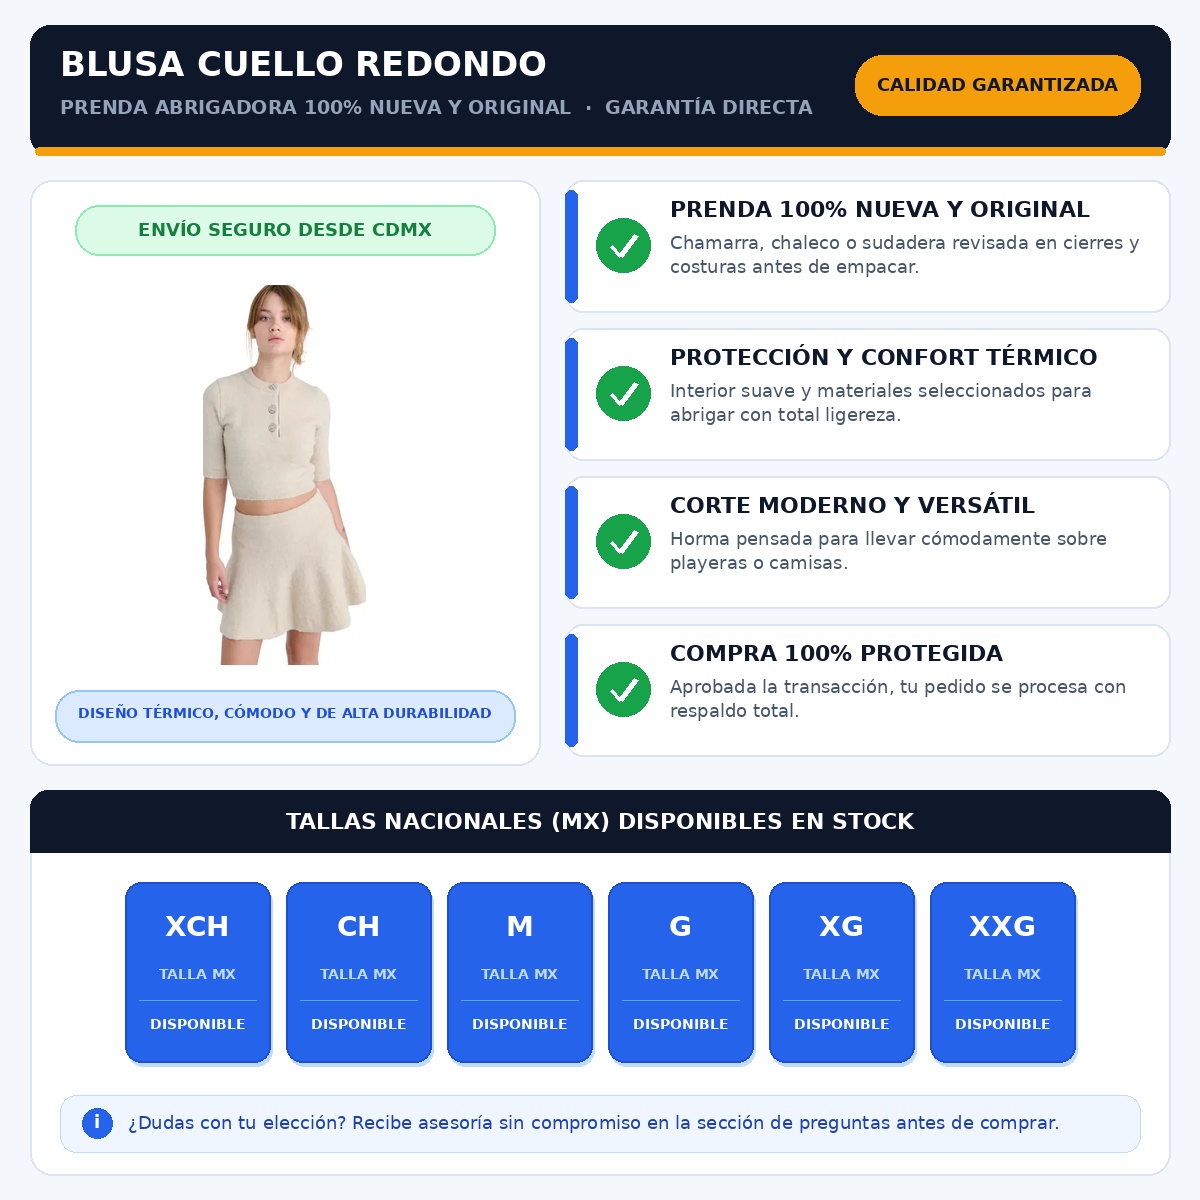 BLUSA CUELLO REDONDO
PRENDA ABRIGADORA 100% NUEVA Y ORIGINAL · GARANTÍA DIRECTA
CALIDAD GARANTIZADA
ENVÍO SEGURO DESDE CDMX
DISEÑO TÉRMICO, CÓMODO Y DE ALTA DURABILIDAD
PRENDA 100% NUEVA Y ORIGINAL
Chamarra, chaleco o sudadera revisada en cierres y
costuras antes de empacar.
PROTECCIÓN Y CONFORT TÉRMICO
Interior suave y materiales seleccionados para
abrigar con total ligereza.
CORTE MODERNO Y VERSÁTIL
Horma pensada para llevar cómodamente sobre
playeras o camisas.
COMPRA 100% PROTEGIDA
Aprobada la transacción, tu pedido se procesa con
respaldo total.
TALLAS NACIONALES (MX) DISPONIBLES EN STOCK
XCH
TALLA MX
DISPONIBLE
CH
TALLA MX
DISPONIBLE
M
TALLA MX
DISPONIBLE
G
TALLA MX
DISPONIBLE
XG
TALLA MX
DISPONIBLE
XXG
TALLA MX
DISPONIBLE
i
¿Dudas con tu elección? Recibe asesoría sin compromiso en la sección de preguntas antes de comprar.